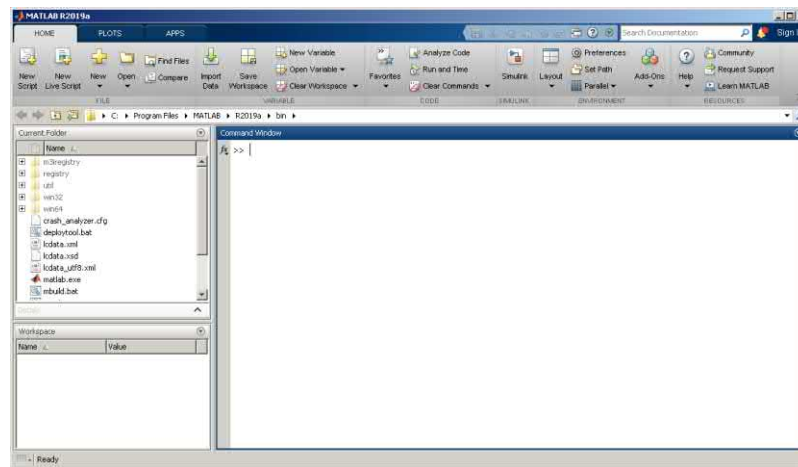 MATLAB R2019a
HOME PLOTS APPS Search Documentation Sign
New Script New Live Script New Open Find Files Compare Import Data Save Workspace New Variable Open Variable Clear Workspace Favorites Analyze Code Run and Time Clear Commands Simulink Layout Preferences Set Path Parallel Add-Ons Help Community Request Support Learn MATLAB
FILE VARIABLE CODE SIMULINK ENVIRONMENT RESOURCES
C: Program Files MATLAB R2019a bin
Current Folder
Name
m3iregistry
registry
util
win32
win64
crash_analyzer.cfg
deploytool.bat
lcdata.xml
lcdata.xsd
lcdata_utf8.xml
matlab.exe
mbuild.bat
Details
Workspace
Name Value
Command Window
fx >>
Ready